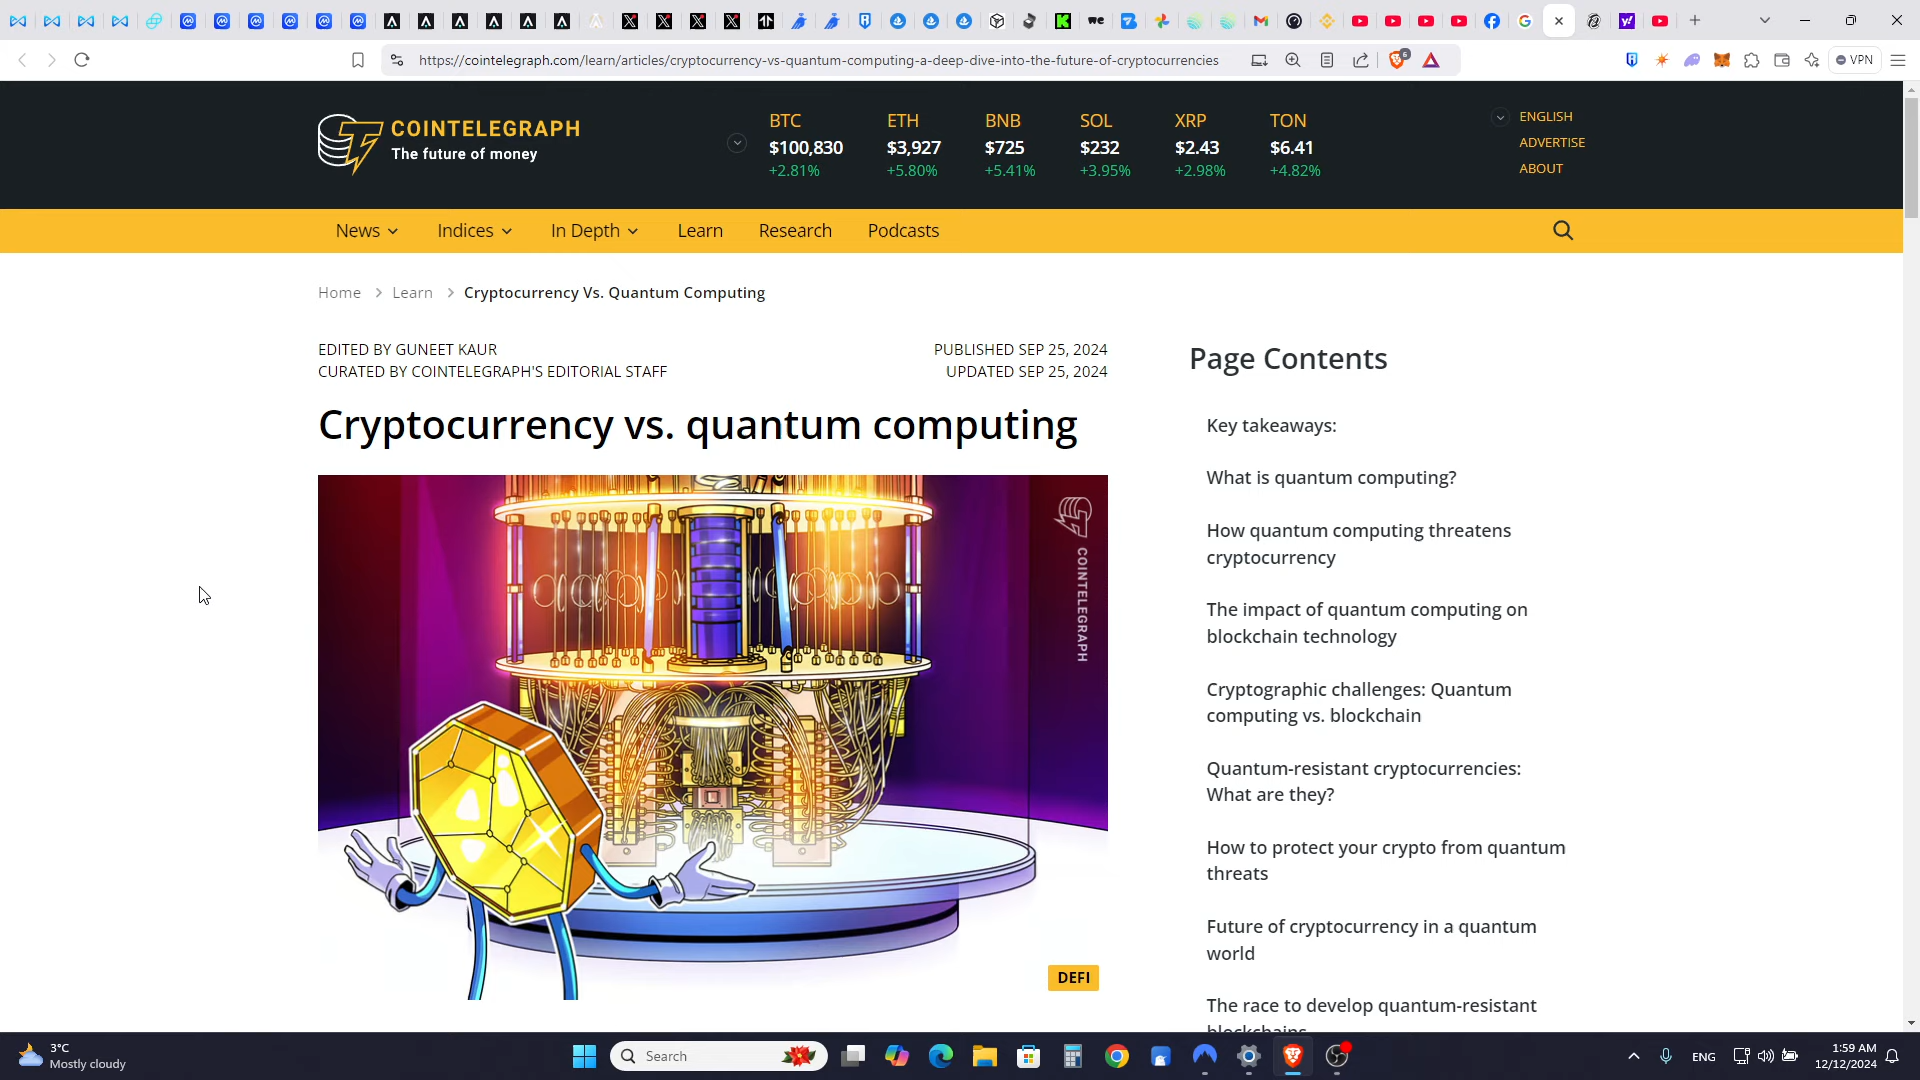 https://cointelegraph.com/learn/articles/cryptocurrency-vs-quantum-computing-a-deep-dive-into-the-future-of-cryptocurrencies
6
VPN
COINTELEGRAPH
The future of money
BTC
$100,830
+2.81%
ETH
$3,927
+5.80%
BNB
$725
+5.41%
SOL
$232
+3.95%
XRP
$2.43
+2.98%
TON
$6.41
+4.82%
ENGLISH
ADVERTISE
ABOUT
News
Indices
In Depth
Learn
Research
Podcasts
Home
Learn
Cryptocurrency Vs. Quantum Computing
EDITED BY GUNEET KAUR
CURATED BY COINTELEGRAPH'S EDITORIAL STAFF
PUBLISHED SEP 25, 2024
UPDATED SEP 25, 2024
Cryptocurrency vs. quantum computing
COINTELEGRAPH
DEFI
Page Contents
Key takeaways:
What is quantum computing?
How quantum computing threatens
cryptocurrency
The impact of quantum computing on
blockchain technology
Cryptographic challenges: Quantum
computing vs. blockchain
Quantum-resistant cryptocurrencies:
What are they?
How to protect your crypto from quantum
threats
Future of cryptocurrency in a quantum
world
The race to develop quantum-resistant
blockchains
3°C
Mostly cloudy
Search
ENG
1:59 AM
12/12/2024